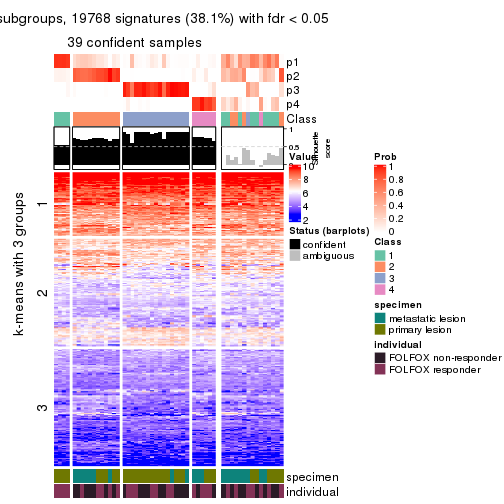 subgroups, 19768 signatures (38.1%) with fdr < 0.05
39 confident samples
p1
p2
p3
p4
Class
1
0.5
0
Silhouette
score
k-means with 3 groups
1
2
3
specimen
individual
Value
10
8
6
4
2
Status (barplots)
confident
ambiguous
Prob
1
0.8
0.6
0.4
0.2
0
Class
1
2
3
4
specimen
metastatic lesion
primary lesion
individual
FOLFOX non-responder
FOLFOX responder